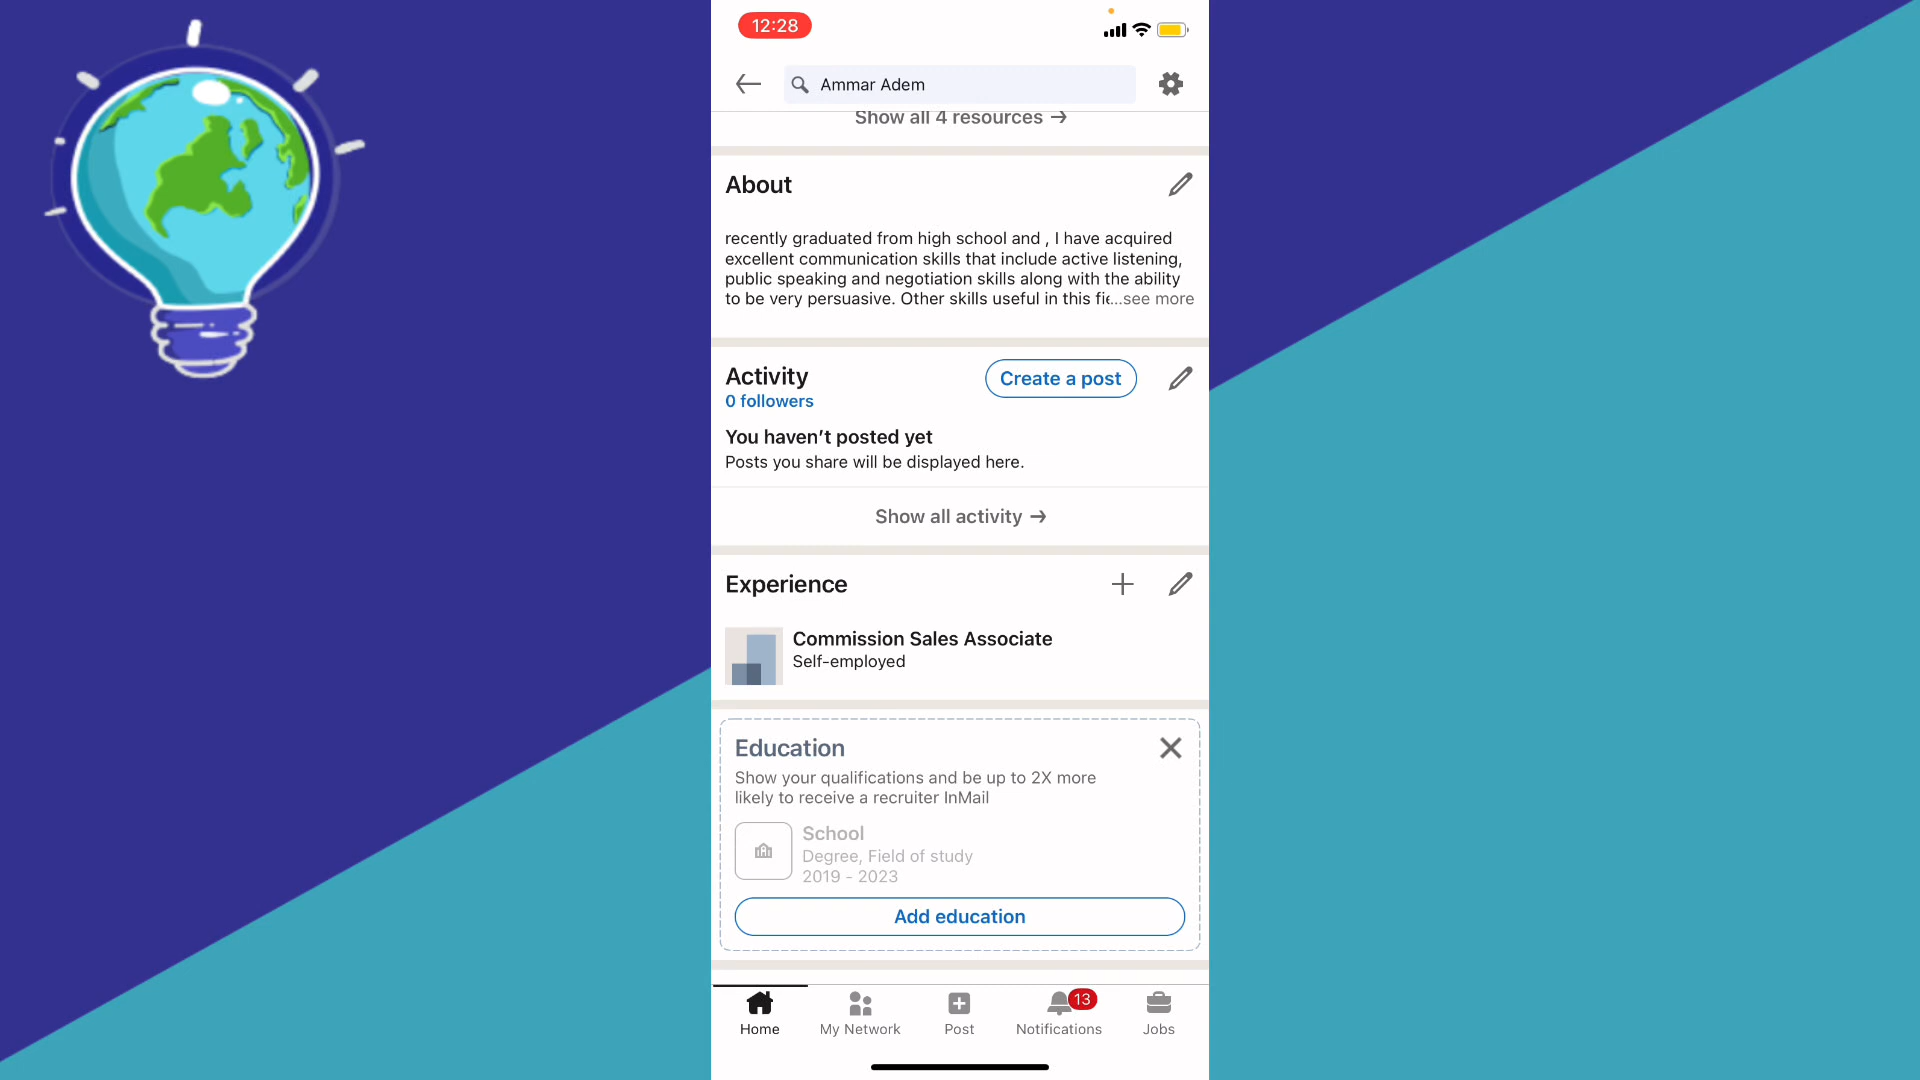 12:28
Ammar Adem
Show all 4 resources →
About
recently graduated from high school and , I have acquired
excellent communication skills that include active listening,
public speaking and negotiation skills along with the ability
to be very persuasive. Other skills useful in this fie...see more
Activity
Create a post
0 followers
You haven’t posted yet
Posts you share will be displayed here.
Show all activity →
Experience
Commission Sales Associate
Self-employed
Education
Show your qualifications and be up to 2X more
likely to receive a recruiter InMail
School
Degree, Field of study
2019 - 2023
Add education
13
Home My Network Post Notifications Jobs